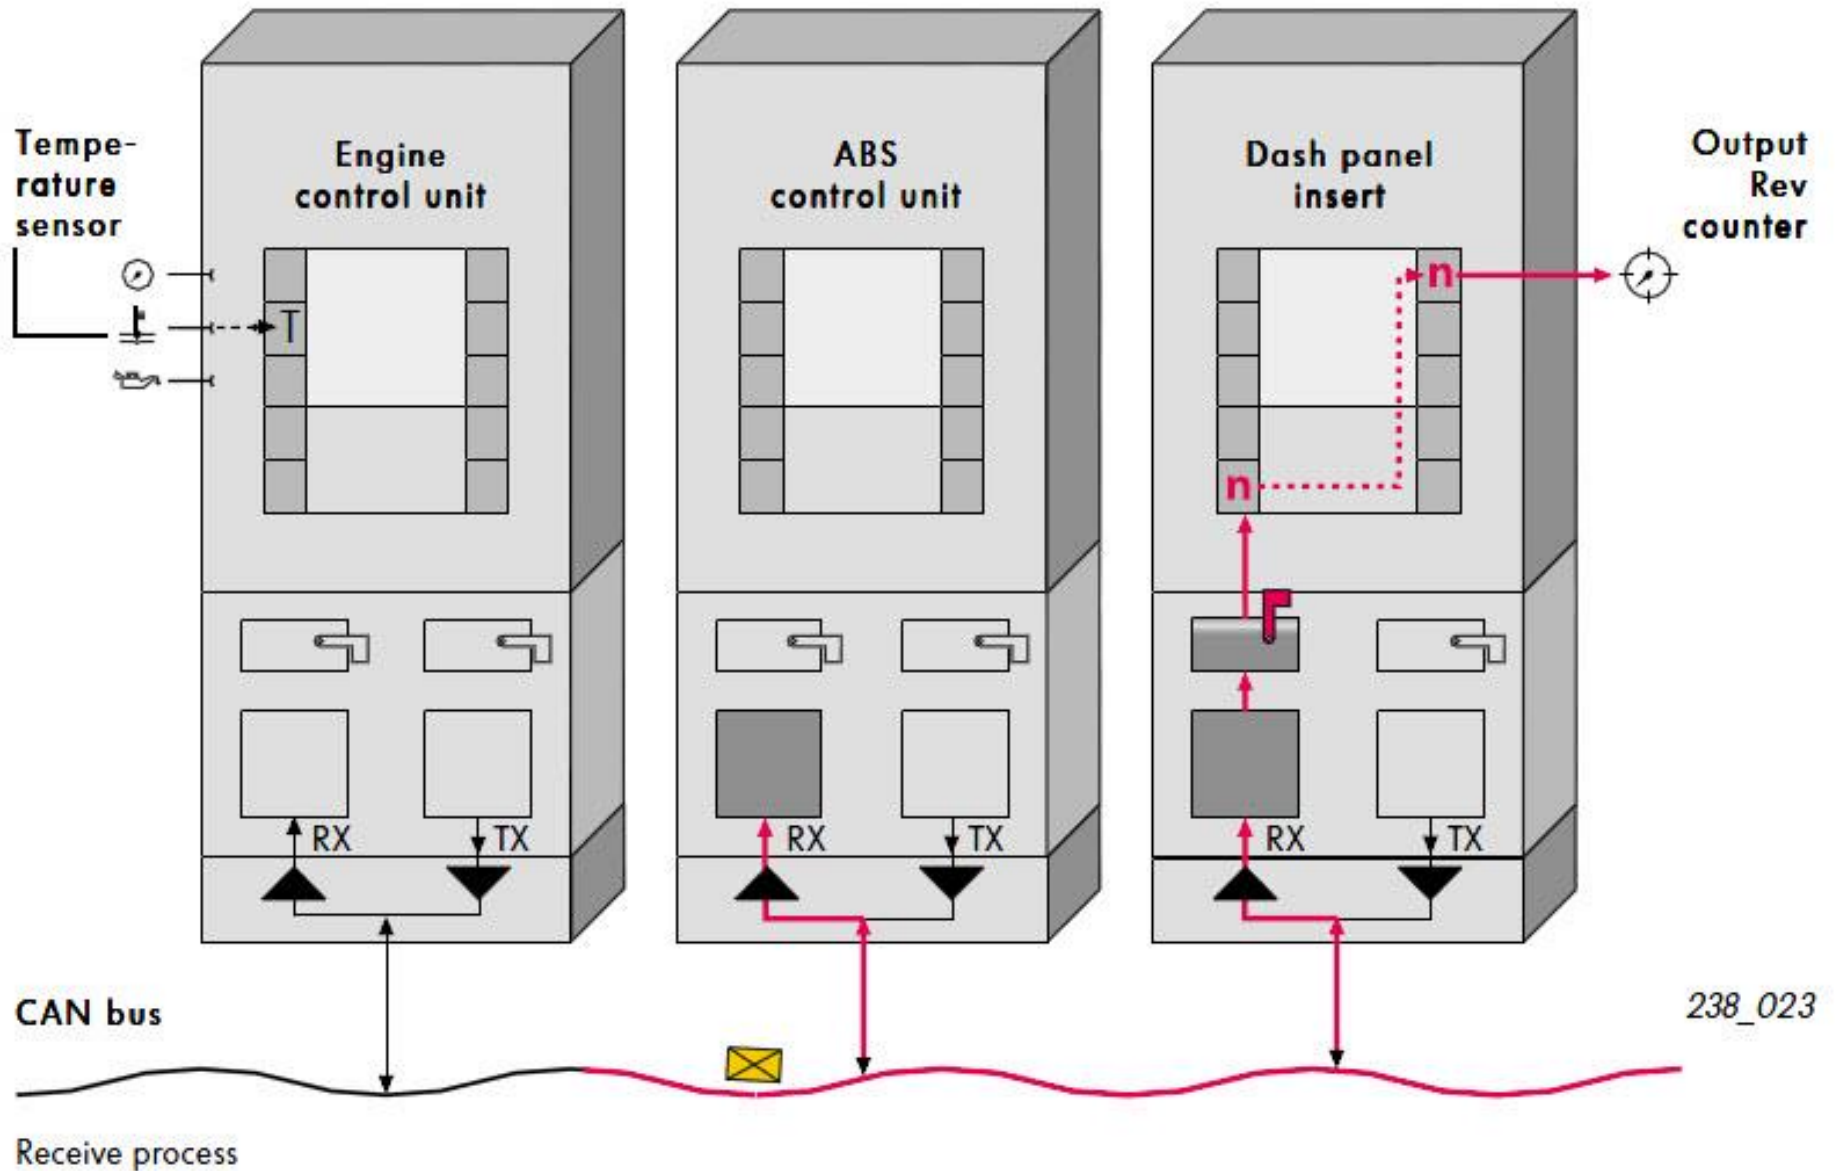 Tempe-
rature
sensor
Engine
control unit
ABS
control unit
Dash panel
insert
Output
Rev
counter
T
n
n
RX
TX
RX
TX
RX
TX
CAN bus
238_023
Receive process